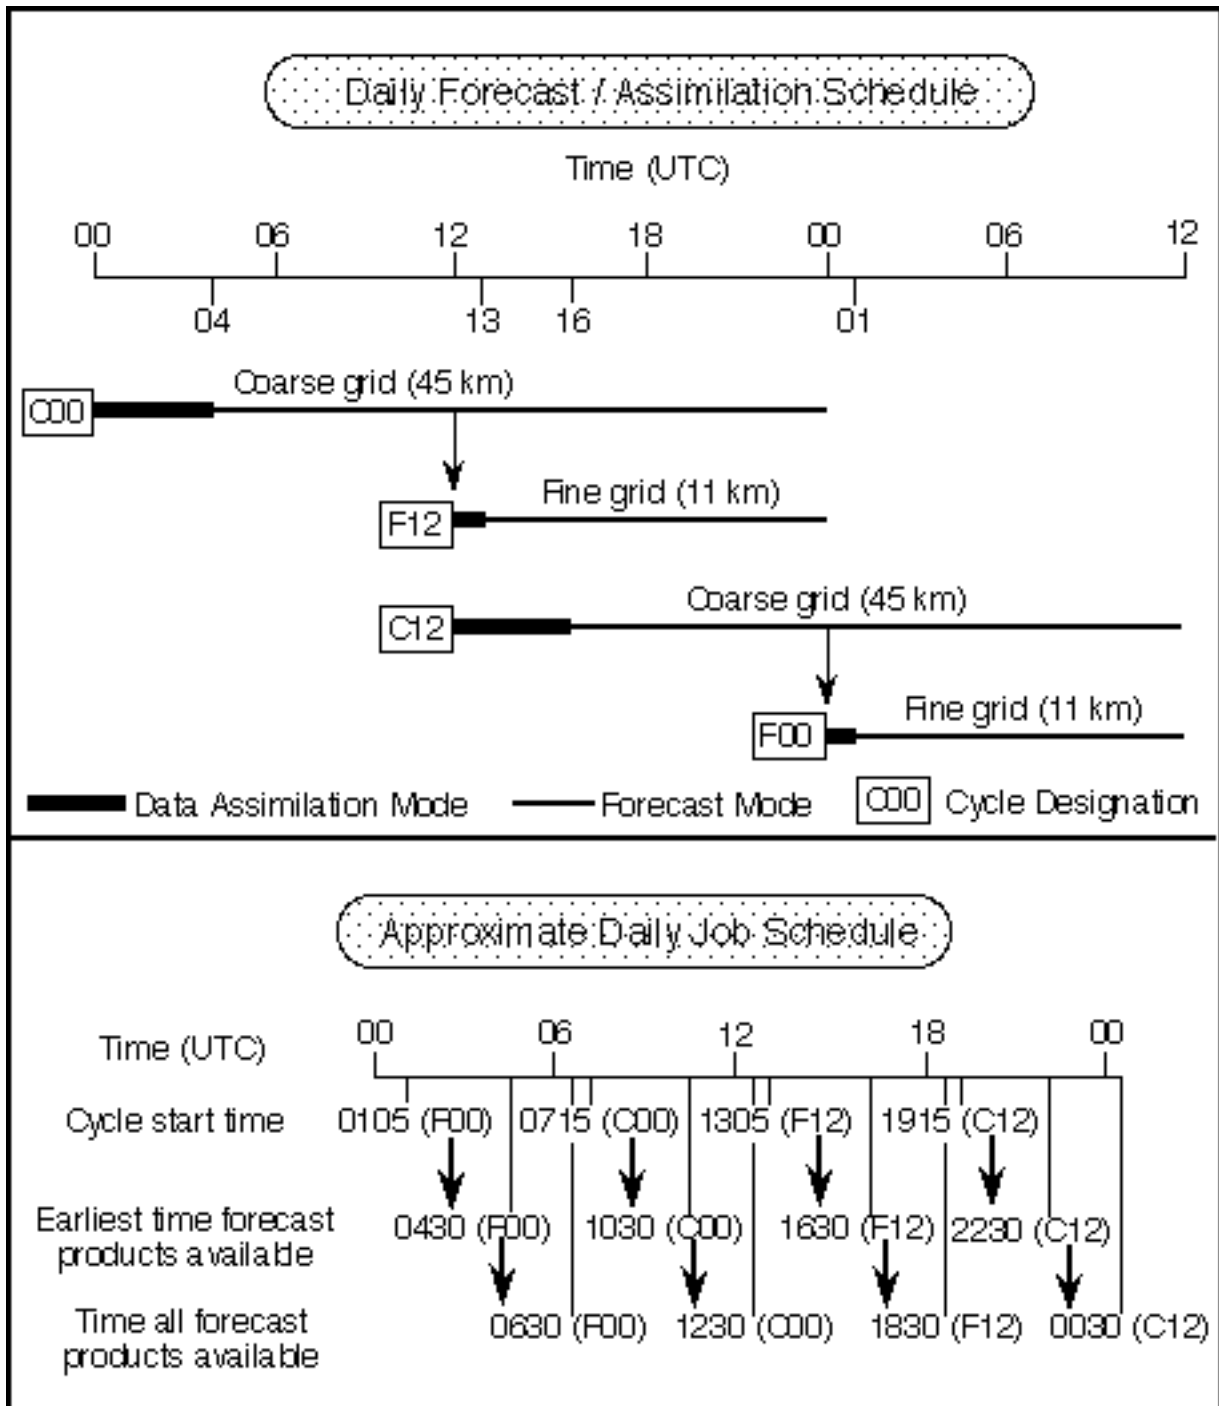 Daily Forecast / Assimilation Schedule
Time (UTC)
00 06 12 18 00 06 12
04 13 16 01
Coarse grid (45 km)
C00
Fine grid (11 km)
F12
Coarse grid (45 km)
C12
Fine grid (11 km)
F00
Data Assimilation Mode Forecast Mode C00 Cycle Designation
Approximate Daily Job Schedule
Time (UTC) 00 06 12 18 00
Cycle start time 0105 (F00) 0715 (C00) 1305 (F12) 1915 (C12)
Earliest time forecast
products available 0430 (F00) 1030 (C00) 1630 (F12) 2230 (C12)
Time all forecast
products available 0630 (F00) 1230 (C00) 1830 (F12) 0030 (C12)